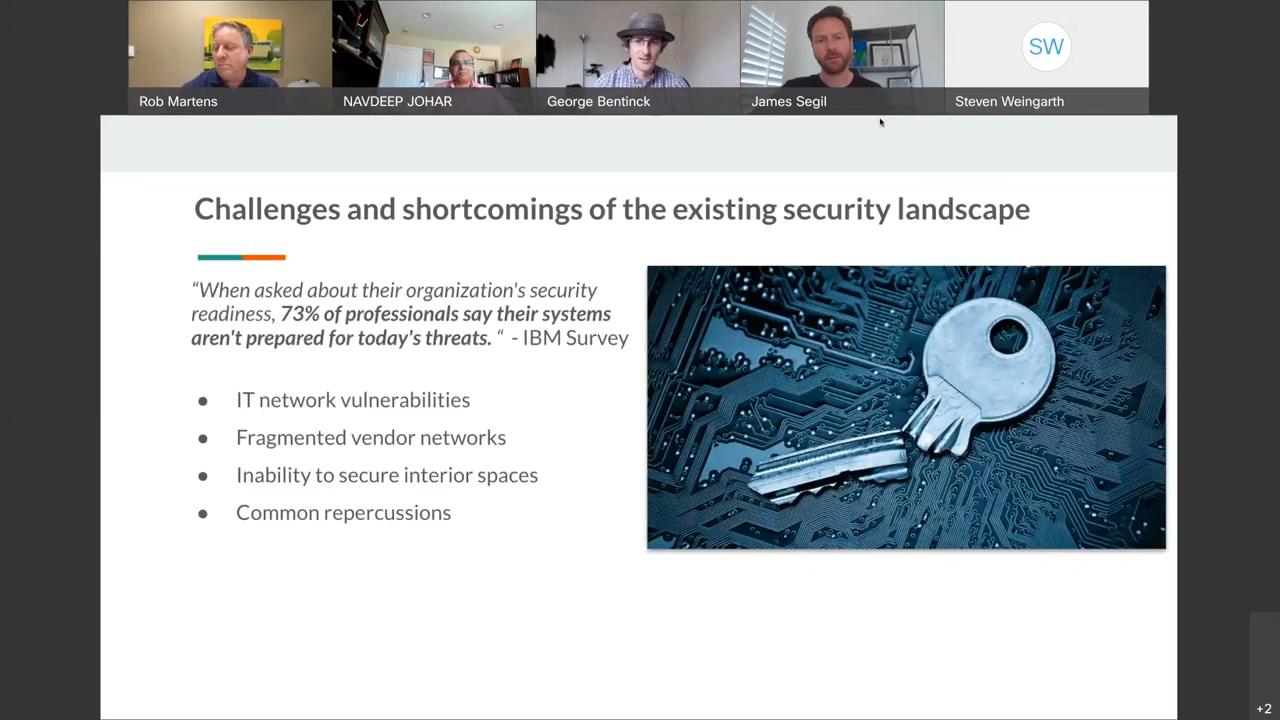 Rob Martens
NAVDEEP JOHAR
George Bentinck
James Segil
SW
Steven Weingarth
Challenges and shortcomings of the existing security landscape
“When asked about their organization's security
readiness, 73% of professionals say their systems
aren't prepared for today's threats. “ - IBM Survey
● IT network vulnerabilities
● Fragmented vendor networks
● Inability to secure interior spaces
● Common repercussions
+2